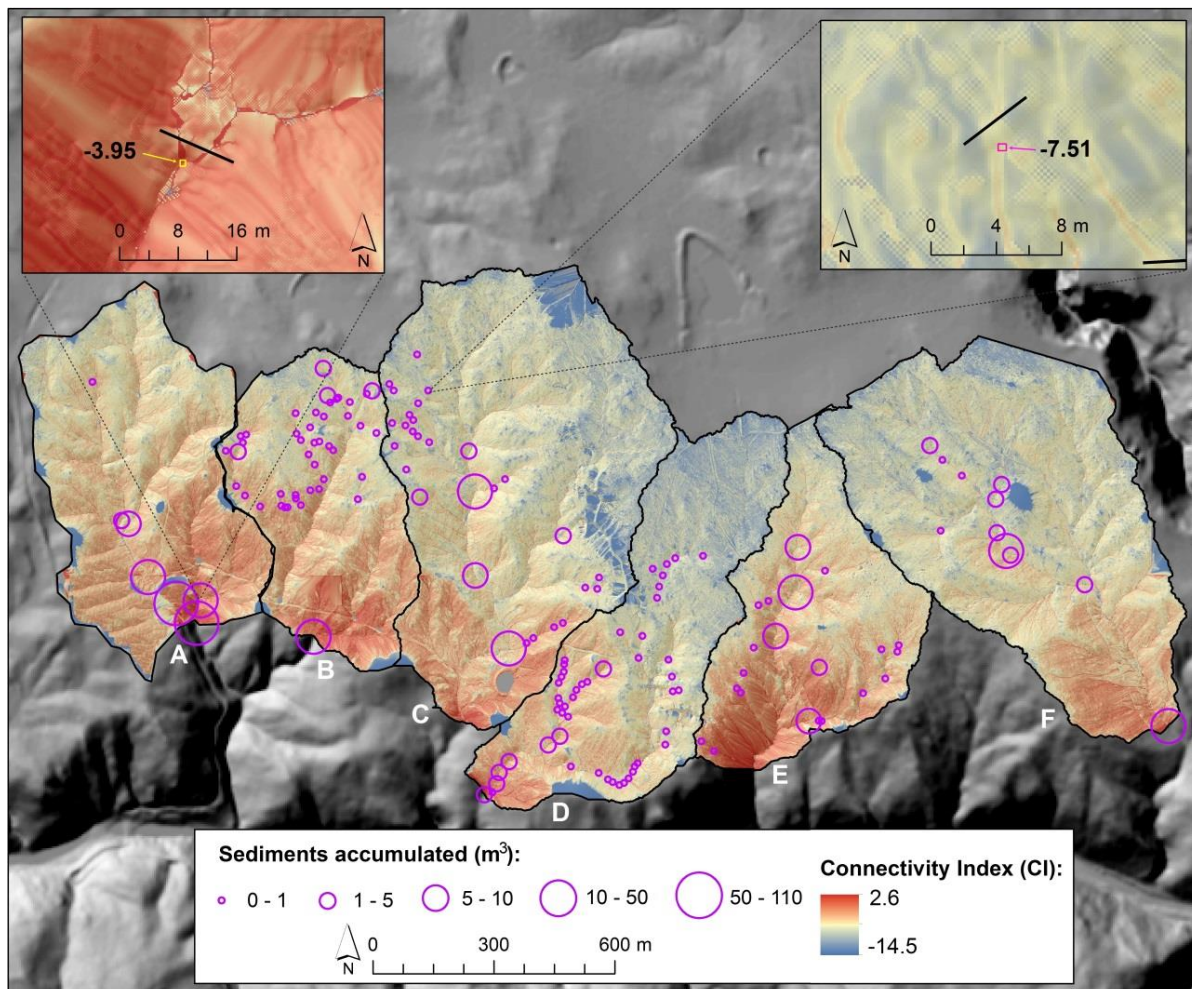 -3.95
0 8 16 m
N
-7.51
0 4 8 m
N
A
B
C
D
E
F
Sediments accumulated (m³):
0 - 1
1 - 5
5 - 10
10 - 50
50 - 110
N
0 300 600 m
Connectivity Index (CI):
2.6
-14.5